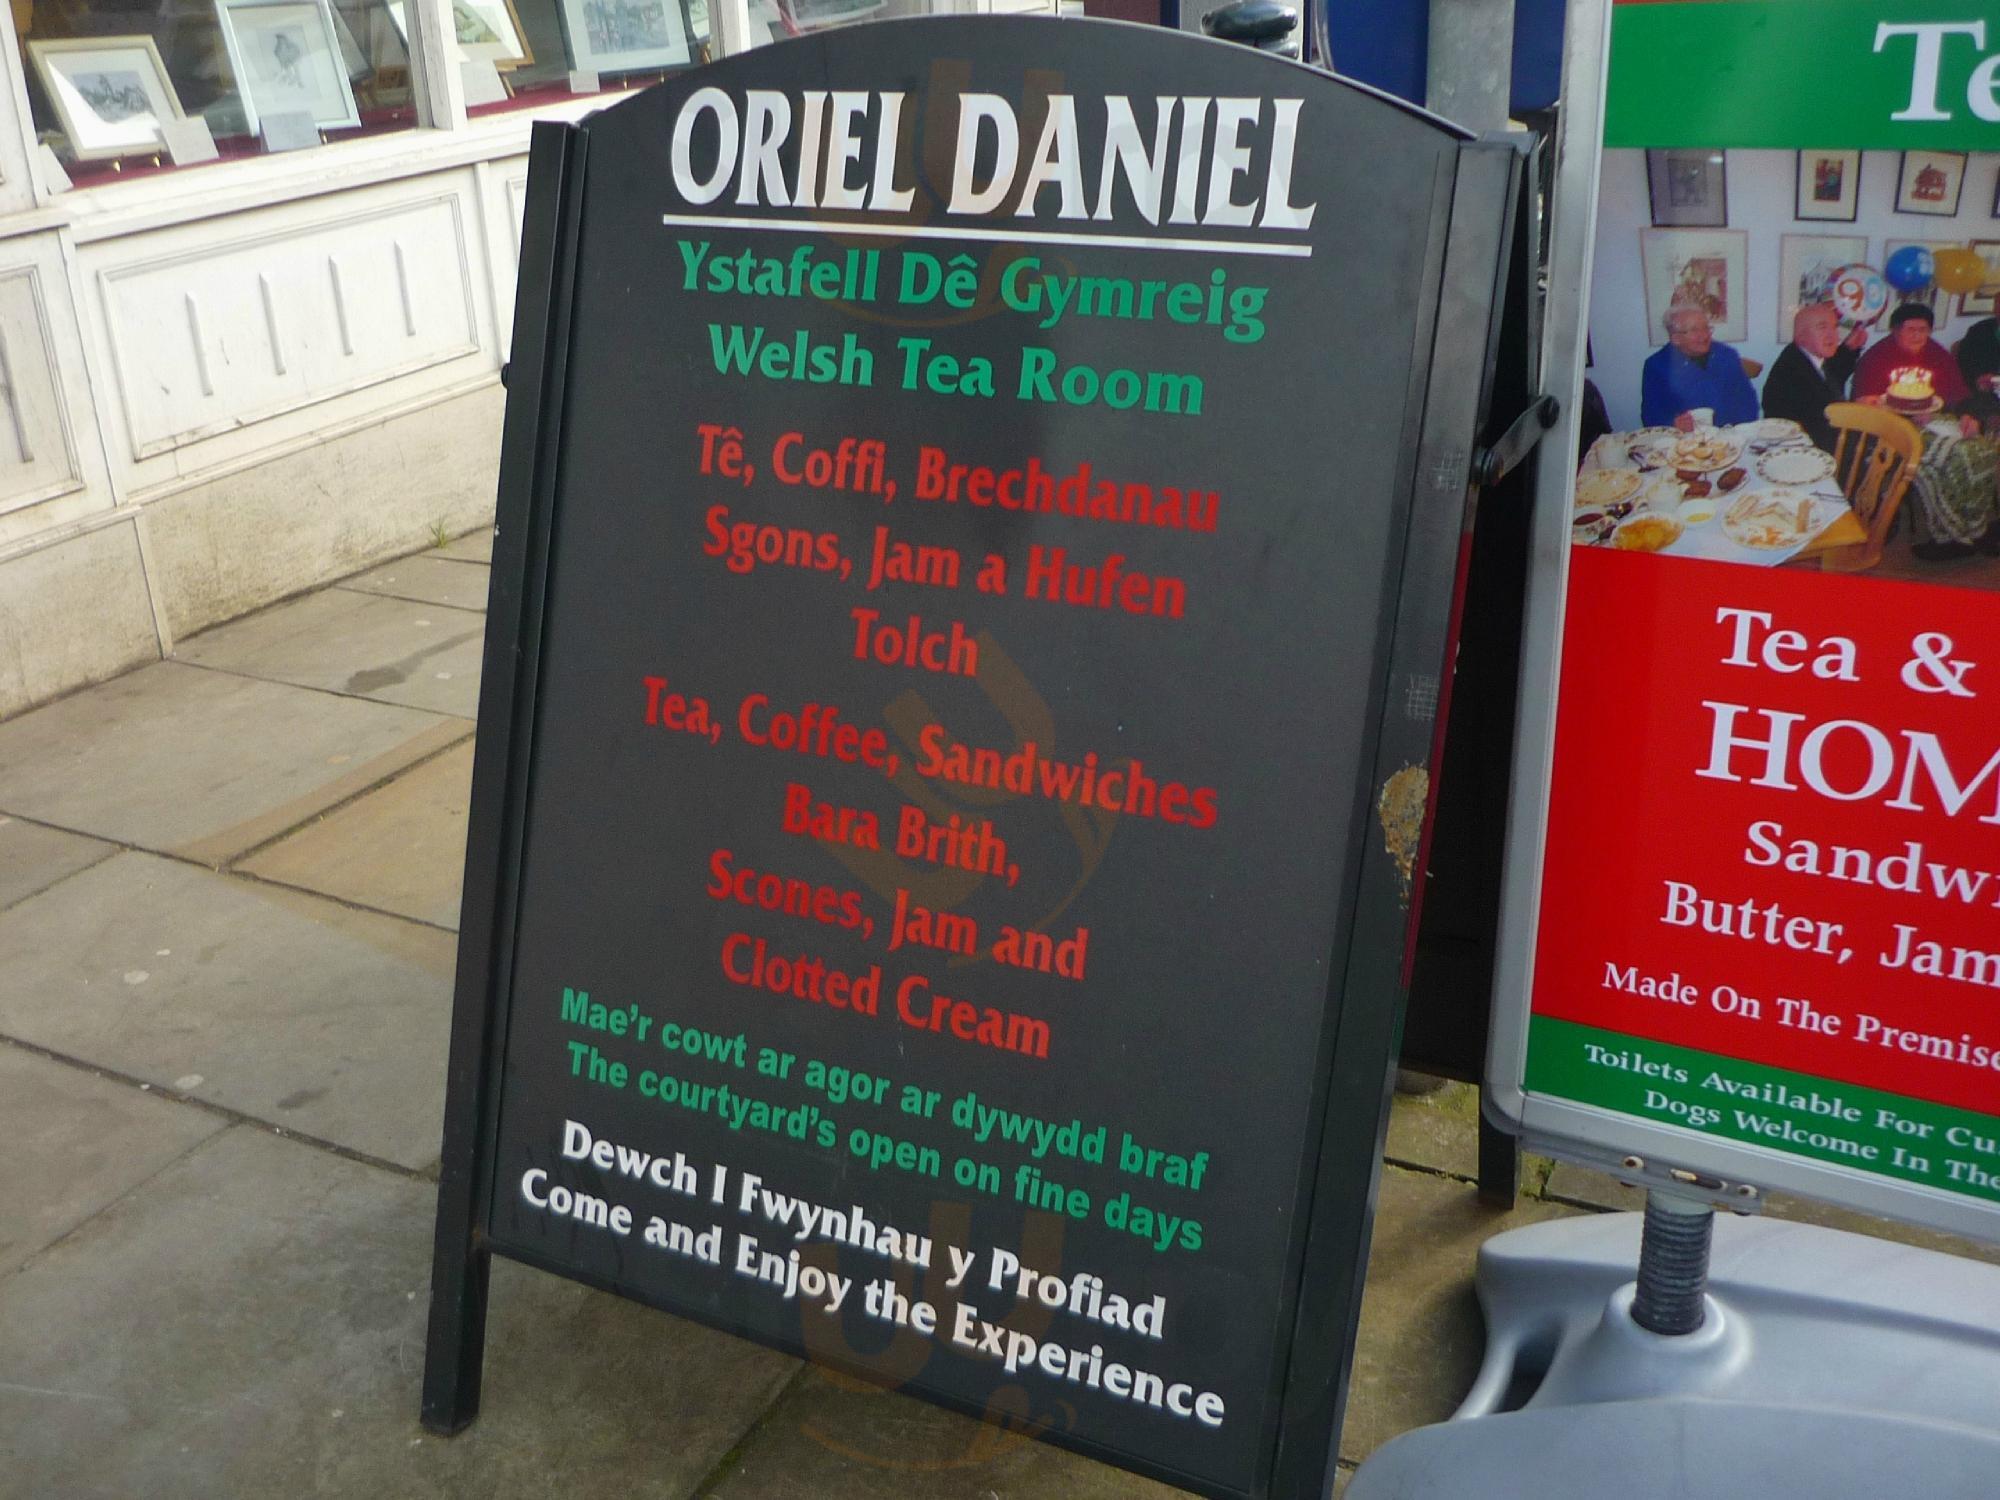 ORIEL DANIEL
Ystafell Dê Gymreig
Welsh Tea Room
Tê, Coffi, Brechdanau
Sgons, Jam a Hufen
Tolch
Tea, Coffee, Sandwiches
Bara Brith,
Scones, Jam and
Clotted Cream
Mae'r cowt ar agor ar dywydd braf
The courtyard's open on fine days
Dewch I Fwynhau y Profiad
Come and Enjoy the Experience
Te
90
Tea &
HOM
Sandwi
Butter, Jam
Made On The Premise
Toilets Available For Cu
Dogs Welcome In The